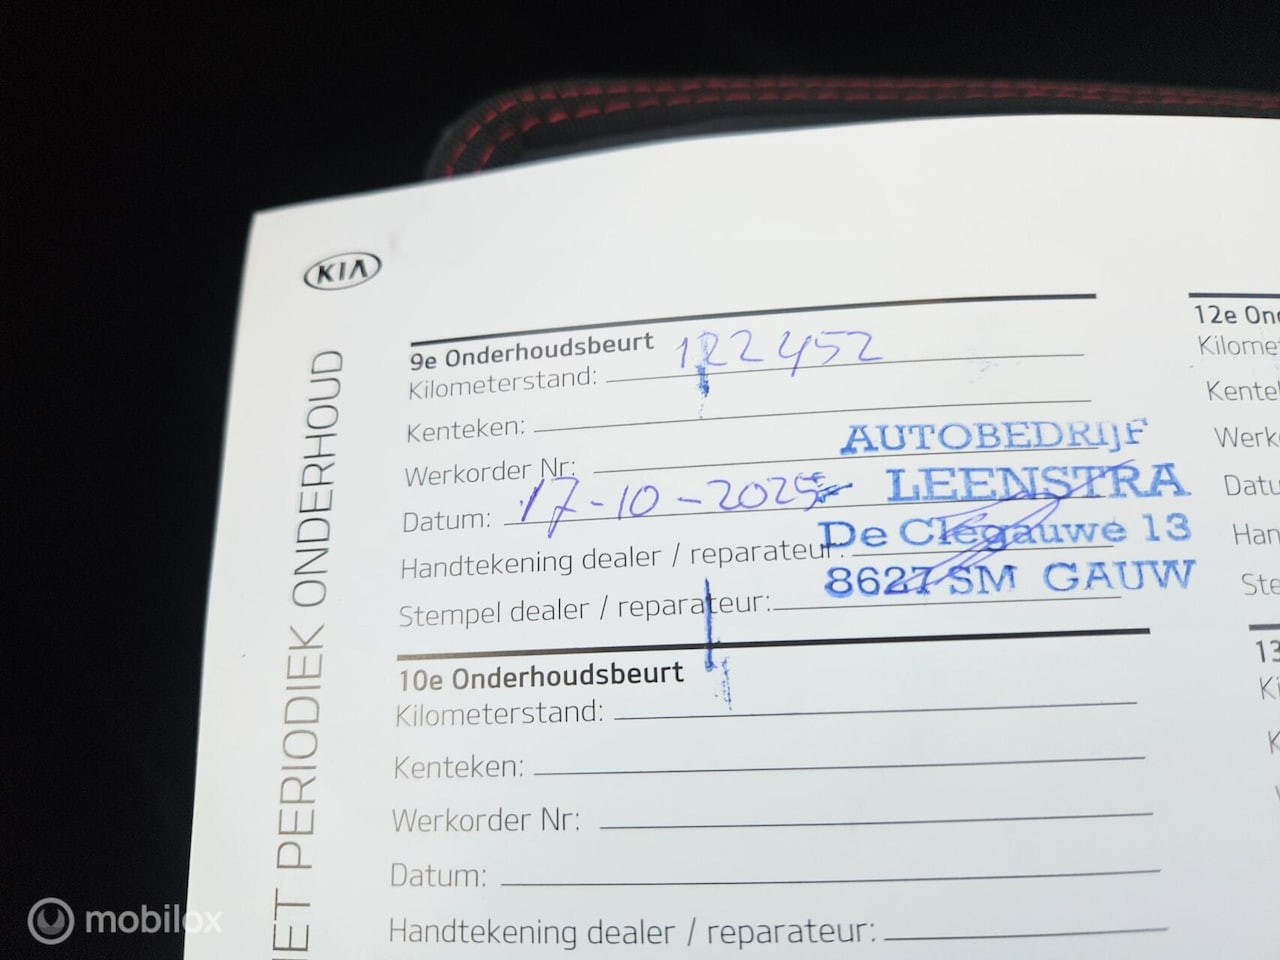 KIA
ET PERIODIEK ONDERHOUD
9e Onderhoudsbeurt
Kilometerstand: 122452
Kenteken:
Werkorder Nr:
Datum: 17-10-2025
Handtekening dealer / reparateur:
Stempel dealer / reparateur:
AUTOBEDRIJF
LEENSTRA
De Clegauwe 13
8627 SM GAUW
10e Onderhoudsbeurt
Kilometerstand:
Kenteken:
Werkorder Nr:
Datum:
Handtekening dealer / reparateur:
12e On
Kilome
Kente
Werk
Datu
Han
Ste
13
Ki
K
mobilox